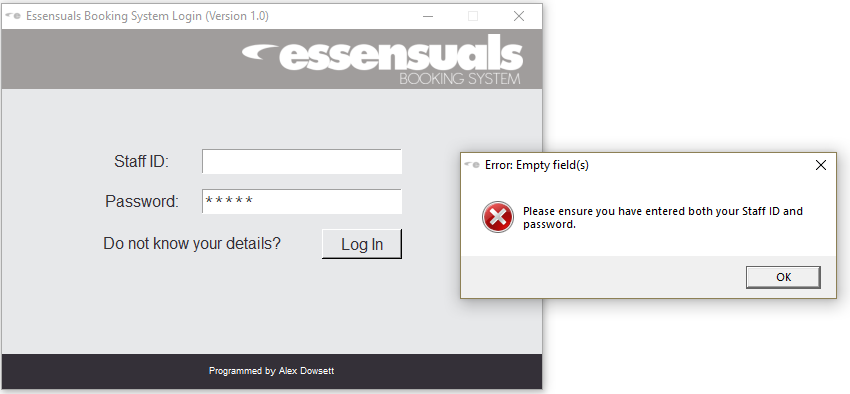 Essensuals Booking System Login (Version 1.0)
essensuals
BOOKING SYSTEM
Staff ID:
Password:
*****
Do not know your details?
Log In
Programmed by Alex Dowsett
Error: Empty field(s)
Please ensure you have entered both your Staff ID and
password.
OK